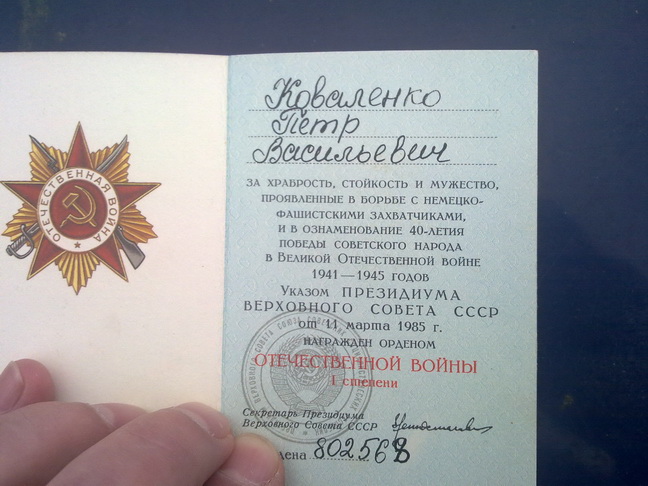 ОТЕЧЕСТВЕННАЯ ВОЙНА
Коваленко
Пётр
Васильевич
ЗА ХРАБРОСТЬ, СТОЙКОСТЬ И МУЖЕСТВО,
ПРОЯВЛЕННЫЕ В БОРЬБЕ С НЕМЕЦКО-
ФАШИСТСКИМИ ЗАХВАТЧИКАМИ,
И В ОЗНАМЕНОВАНИЕ 40-ЛЕТИЯ
ПОБЕДЫ СОВЕТСКОГО НАРОДА
В ВЕЛИКОЙ ОТЕЧЕСТВЕННОЙ ВОЙНЕ
1941—1945 ГОДОВ
УКАЗОМ ПРЕЗИДИУМА
ВЕРХОВНОГО СОВЕТА СССР
от 11 марта 1985 г.
НАГРАЖДЕН ОРДЕНОМ
ОТЕЧЕСТВЕННОЙ ВОЙНЫ
I степени
Секретарь Президиума
Верховного Совета СССР
дена 802568